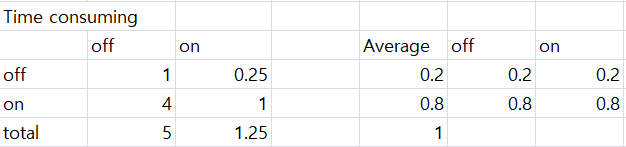 Time consuming
off on Average off on
off 1 0.25 0.2 0.2 0.2
on 4 1 0.8 0.8 0.8
total 5 1.25 1